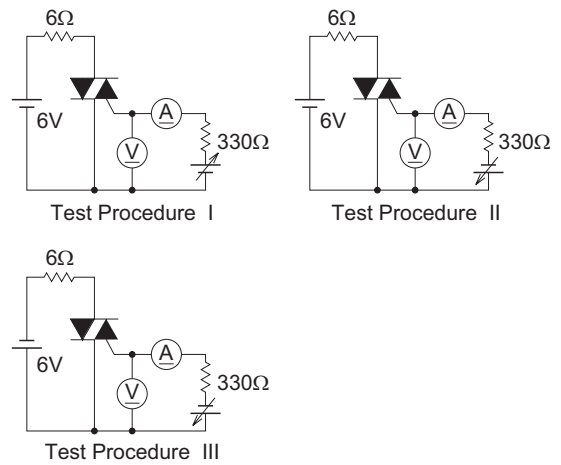 6Ω
6V
A
V
330Ω
Test Procedure I
6Ω
6V
A
V
330Ω
Test Procedure II
6Ω
6V
A
V
330Ω
Test Procedure III